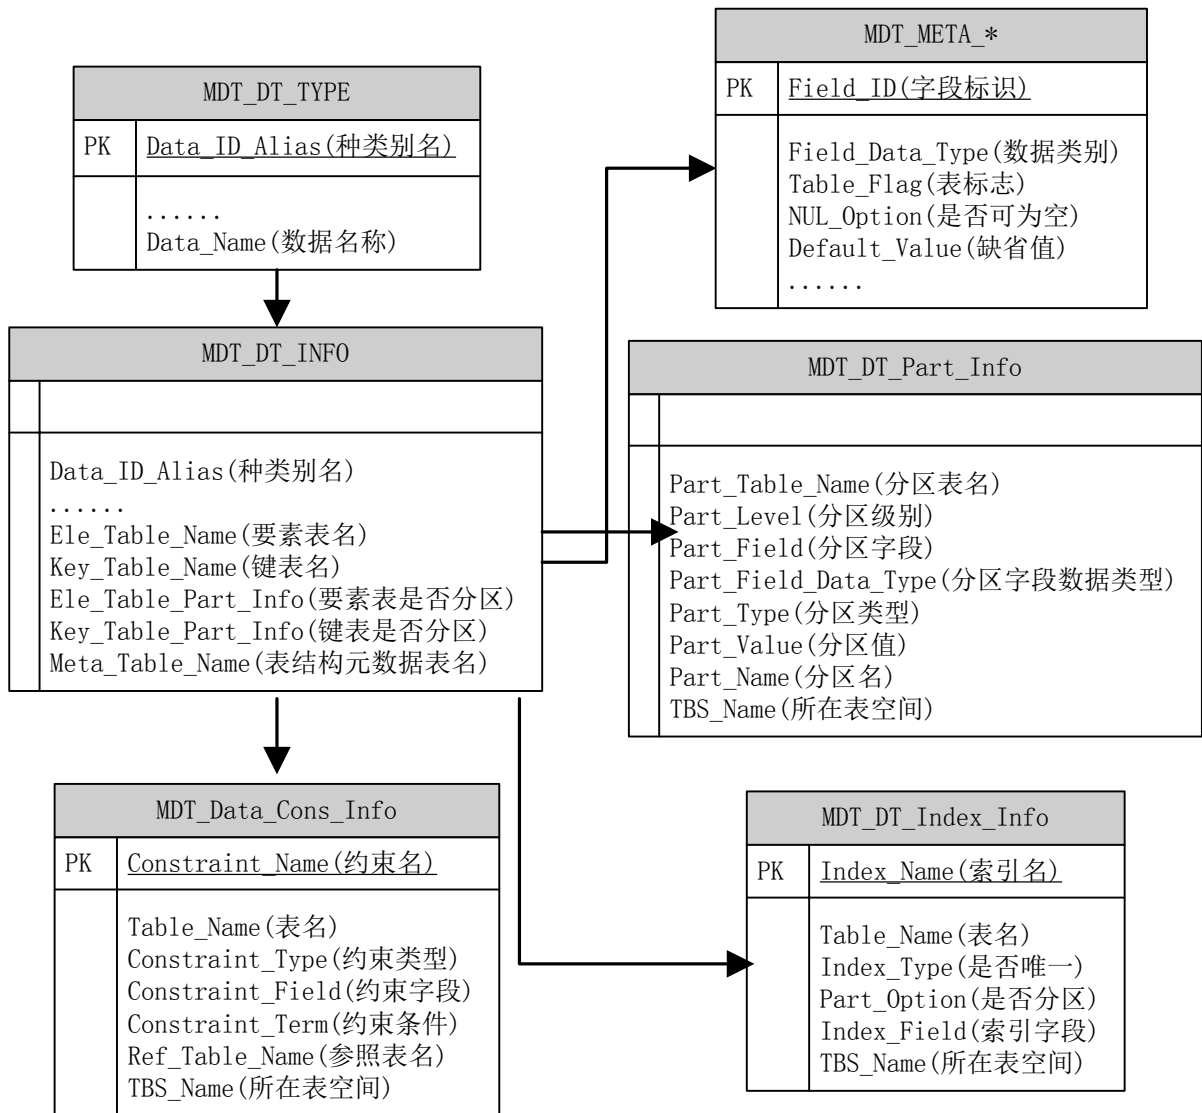 MDT_DT_TYPE
PK
Data_ID_Alias(种类别名)
......
Data_Name(数据名称)
MDT_META_*
PK
Field_ID(字段标识)
Field_Data_Type(数据类别)
Table_Flag(表标志)
NUL_Option(是否可为空)
Default_Value(缺省值)
......
MDT_DT_INFO
Data_ID_Alias(种类别名)
......
Ele_Table_Name(要素表名)
Key_Table_Name(键表名)
Ele_Table_Part_Info(要素表是否分区)
Key_Table_Part_Info(键表是否分区)
Meta_Table_Name(表结构元数据表名)
MDT_DT_Part_Info
Part_Table_Name(分区表名)
Part_Level(分区级别)
Part_Field(分区字段)
Part_Field_Data_Type(分区字段数据类型)
Part_Type(分区类型)
Part_Value(分区值)
Part_Name(分区名)
TBS_Name(所在表空间)
MDT_Data_Cons_Info
PK
Constraint_Name(约束名)
Table_Name(表名)
Constraint_Type(约束类型)
Constraint_Field(约束字段)
Constraint_Term(约束条件)
Ref_Table_Name(参照表名)
TBS_Name(所在表空间)
MDT_DT_Index_Info
PK
Index_Name(索引名)
Table_Name(表名)
Index_Type(是否唯一)
Part_Option(是否分区)
Index_Field(索引字段)
TBS_Name(所在表空间)